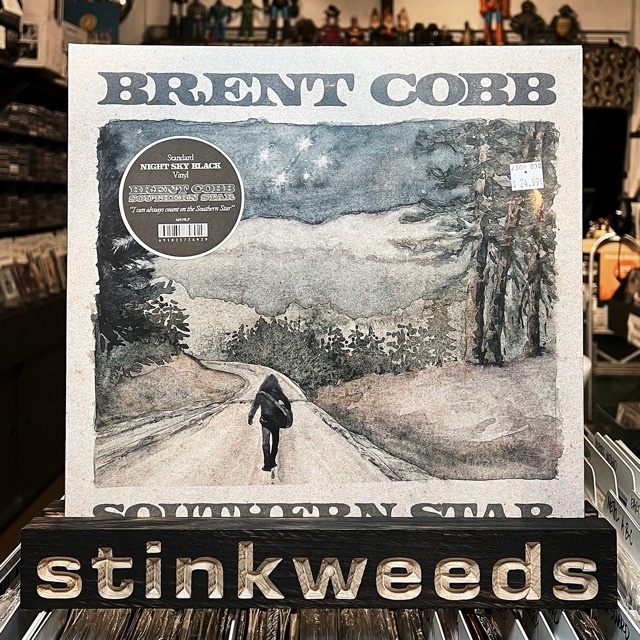 BRENT COBB
Standard
NIGHT SKY BLACK
Vinyl
BRENT COBB
SOUTHERN STAR
"I can always count on the Southern Star"
SOUTHERN STAR
stinkweeds